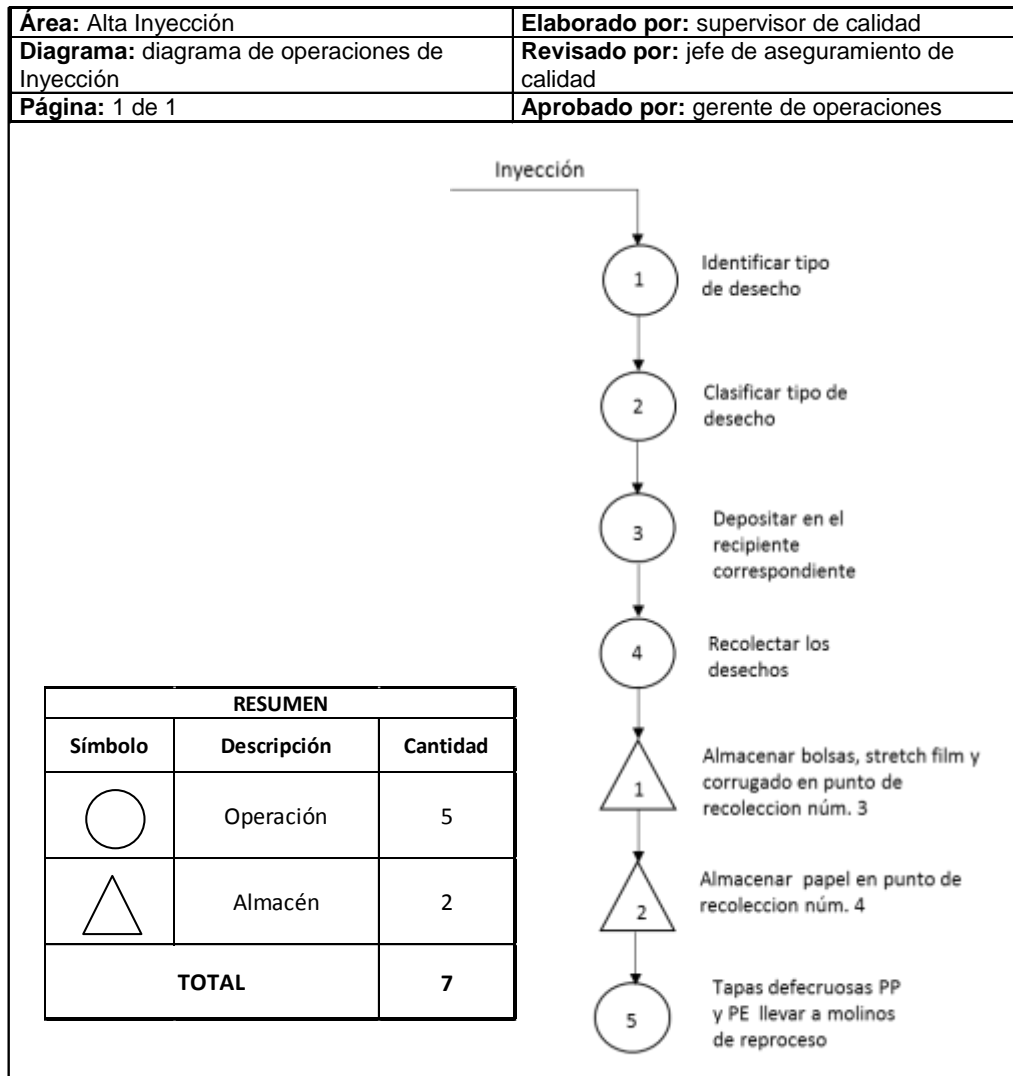 Área: Alta Inyección
Elaborado por: supervisor de calidad
Diagrama: diagrama de operaciones de
Inyección
Revisado por: jefe de aseguramiento de
calidad
Página: 1 de 1
Aprobado por: gerente de operaciones
Inyección
1
Identificar tipo
de desecho
2
Clasificar tipo de
desecho
3
Depositar en el
recipiente
correspondiente
4
Recolectar los
desechos
1
Almacenar bolsas, stretch film y
corrugado en punto de
recoleccion núm. 3
2
Almacenar papel en punto de
recoleccion núm. 4
5
Tapas defecruosas PP
y PE llevar a molinos
de reproceso
RESUMEN
Símbolo Descripción Cantidad
Operación 5
Almacén 2
TOTAL 7